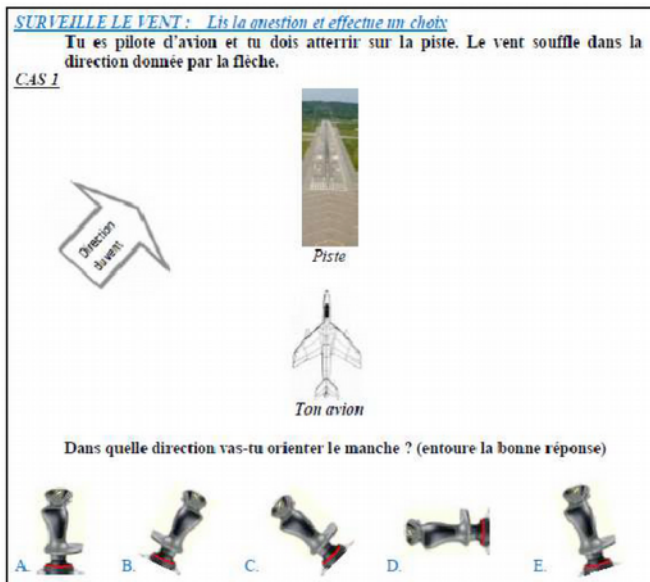 SURVEILLE LE VENT : Lis la question et effectue un choix
Tu es pilote d'avion et tu dois atterrir sur la piste. Le vent souffle dans la
direction donnée par la flèche.
CAS 1
Direction
du vent
Piste
Ton avion
Dans quelle direction vas-tu orienter le manche ? (entoure la bonne réponse)
A. B. C. D. E.